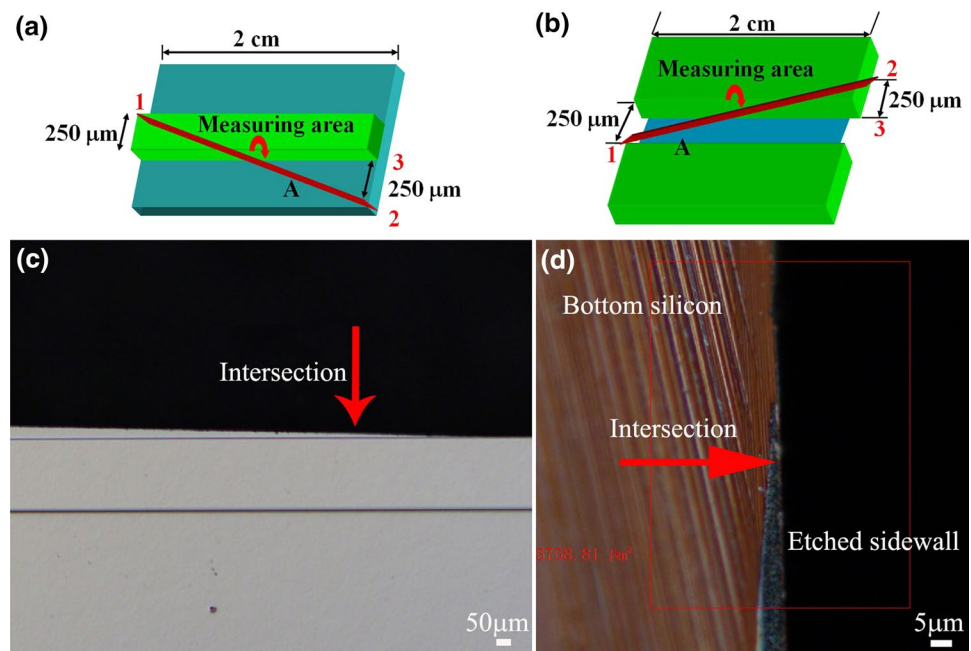 (a)
2 cm
1
250 μm
Measuring area
3
A
250 μm
2
(b)
2 cm
Measuring area
2
250 μm
250 μm
3
1
A
(c)
Intersection
50μm
(d)
Bottom silicon
Intersection
Etched sidewall
5μm